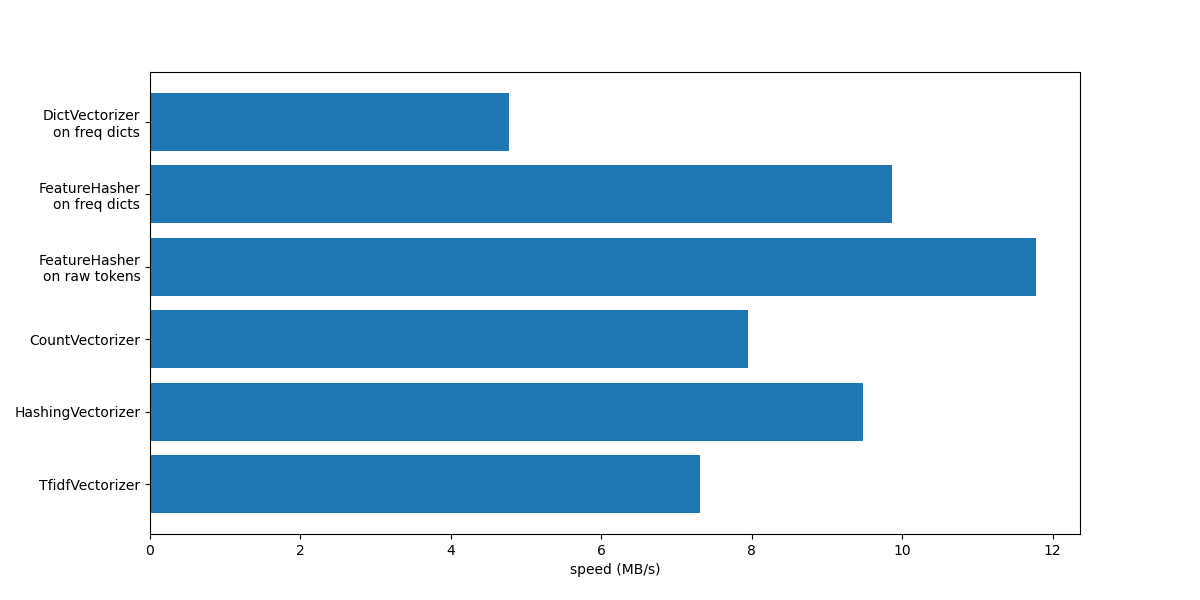 DictVectorizer
on freq dicts
FeatureHasher
on freq dicts
FeatureHasher
on raw tokens
CountVectorizer
HashingVectorizer
TfidfVectorizer
0 2 4 6 8 10 12
speed (MB/s)